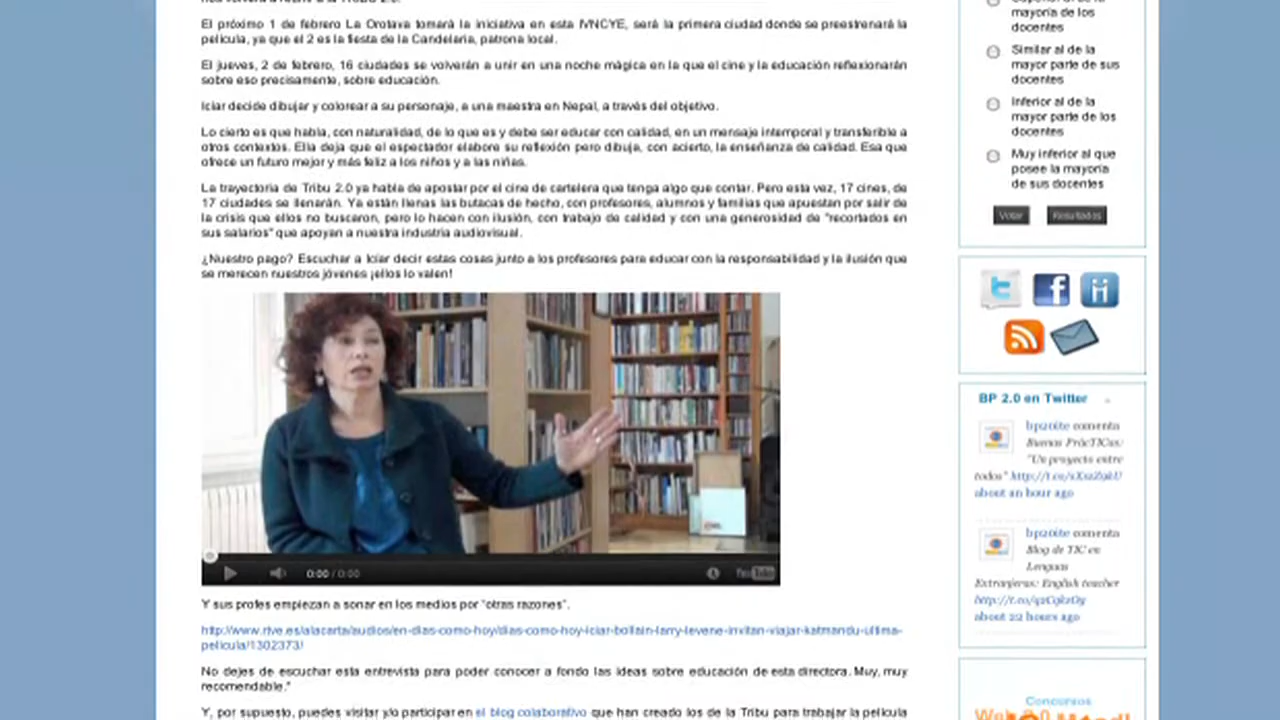 El próximo 1 de febrero La Orotava tomará la iniciativa en esta IVNCYE, será la primera ciudad donde se preestrenará la
película, ya que el 2 es la fiesta de la Candelaria, patrona local.
El jueves, 2 de febrero, 16 ciudades se volverán a unir en una noche mágica en la que el cine y la educación reflexionarán
sobre eso precisamente, sobre educación.
Iciar decide dibujar y colorear a su personaje, a una maestra en Nepal, a través del objetivo.
Lo cierto es que habla, con naturalidad, de lo que es y debe ser educar con calidad, en un mensaje intemporal y transferible a
otros contextos. Ella deja que el espectador elabore su reflexión pero dibuja, con acierto, la enseñanza de calidad. Esa que
ofrece un futuro mejor y más feliz a los niños y a las niñas.
La trayectoria de Tribu 2.0 ya habla de apostar por el cine de cartelera que tenga algo que contar. Pero esta vez, 17 cines, de
17 ciudades se llenarán. Ya están llenas las butacas de hecho, con profesores, alumnos y familias que apuestan por salir de
la crisis que ellos no buscaron, pero lo hacen con ilusión, con trabajo de calidad y con una generosidad de "recortados en
sus salarios" que apoyan a nuestra industria audiovisual.
¿Nuestro pago? Escuchar a Iciar decir estas cosas junto a los profesores para educar con la responsabilidad y la ilusión que
se merecen nuestros jóvenes ¡ellos lo valen!
0:00 / 0:00
YouTube
Y sus profes empiezan a sonar en los medios por "otras razones".
http://www.rtve.es/alacarta/audios/en-dias-como-hoy/dias-como-hoy-iciar-bollain-larry-levene-invitan-viajar-katmandu-ultima-
pelicula/1302373/
No dejes de escuchar esta entrevista para poder conocer a fondo las ideas sobre educación de esta directora. Muy, muy
recomendable."
Y, por supuesto, puedes visitar y/o participar en el blog colaborativo que han creado los de la Tribu para trabajar la película
mayoría de los
docentes
Similar al de la
mayor parte de sus
docentes
Inferior al de la
mayor parte de los
docentes
Muy inferior al que
posee la mayoría
de sus docentes
Votar Resultados
BP 2.0 en Twitter
bp20ite comenta
Buenas PrácTICas:
"Un proyecto entre
todos"
about an hour ago
bp20ite comenta
Blog de TIC en
Lenguas
Extranjeras: English teacher
about 22 hours ago
Concursos